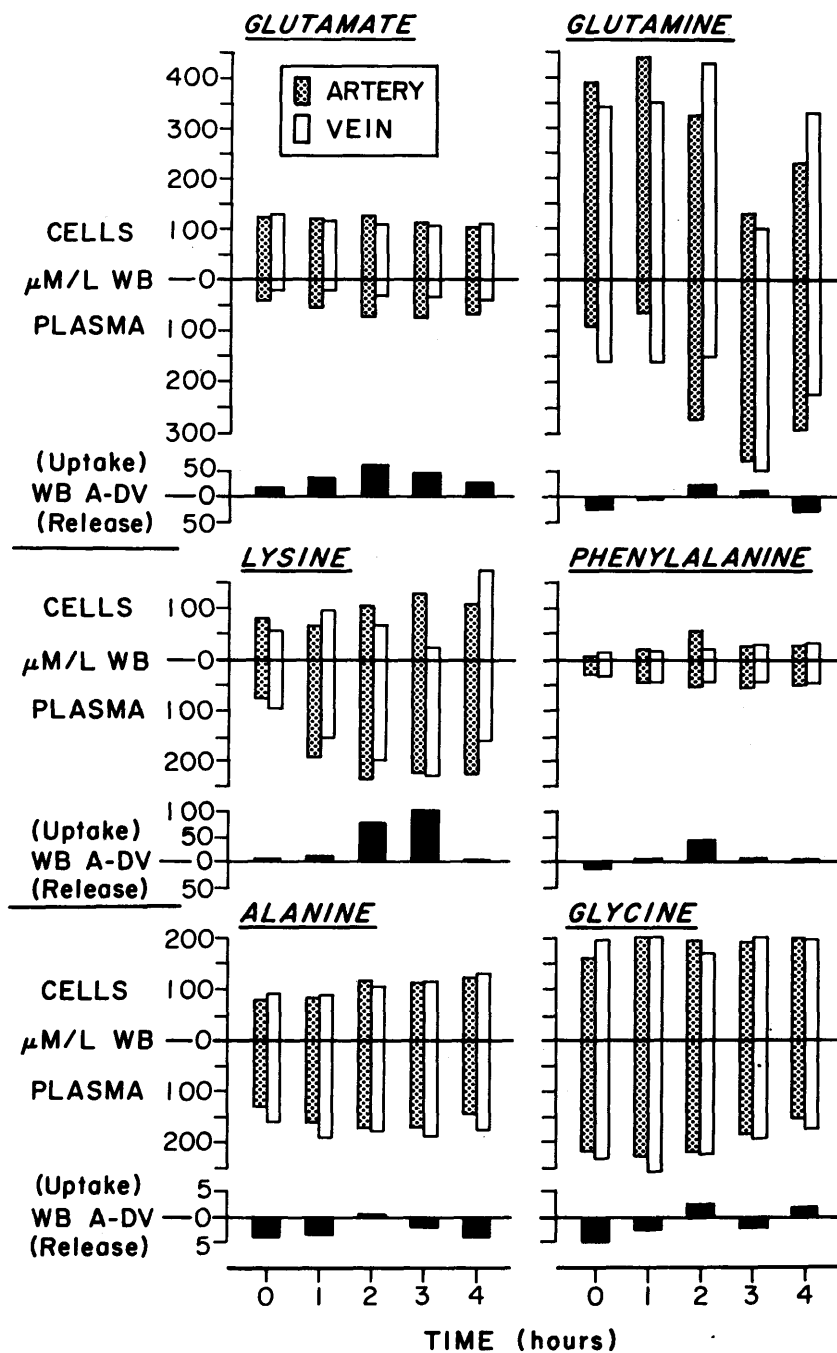 GLUTAMATE
GLUTAMINE
400
300
200
100
0
100
200
300
ARTERY
VEIN
CELLS
μM/L WB
PLASMA
(Uptake)
WB A-DV
(Release)
50
0
50
LYSINE
PHENYLALANINE
CELLS
μM/L WB
PLASMA
100
0
100
200
(Uptake)
WB A-DV
(Release)
100
50
0
50
ALANINE
GLYCINE
CELLS
μM/L WB
PLASMA
200
100
0
100
200
(Uptake)
WB A-DV
(Release)
5
0
5
0 1 2 3 4
0 1 2 3 4
TIME (hours)